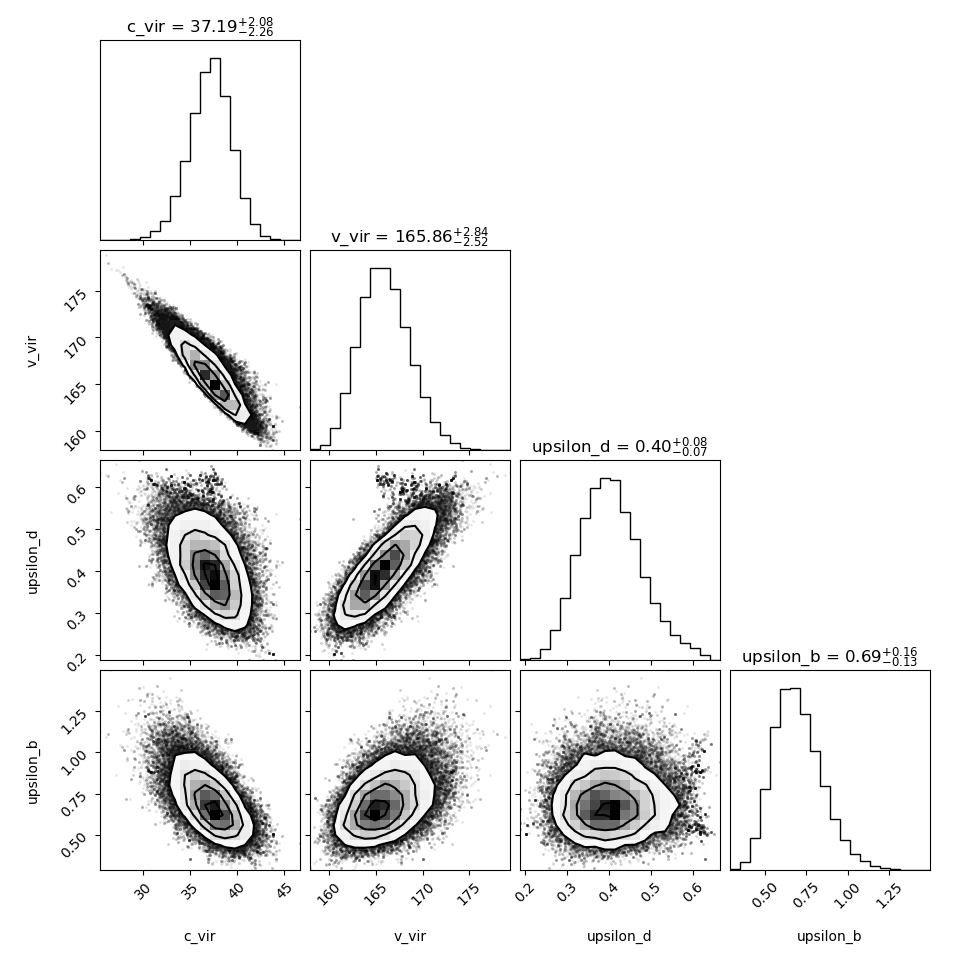 c_vir = 37.19+2.08−2.26
v_vir = 165.86+2.84−2.52
175
170
165
160
v_vir
upsilon_d = 0.40+0.08−0.07
0.6
0.5
0.4
0.3
0.2
upsilon_d
upsilon_b = 0.69+0.16−0.13
1.25
1.00
0.75
0.50
upsilon_b
30 35 40 45 160 165 170 175 0.2 0.3 0.4 0.5 0.6 0.50 0.75 1.00 1.25
c_vir v_vir upsilon_d upsilon_b